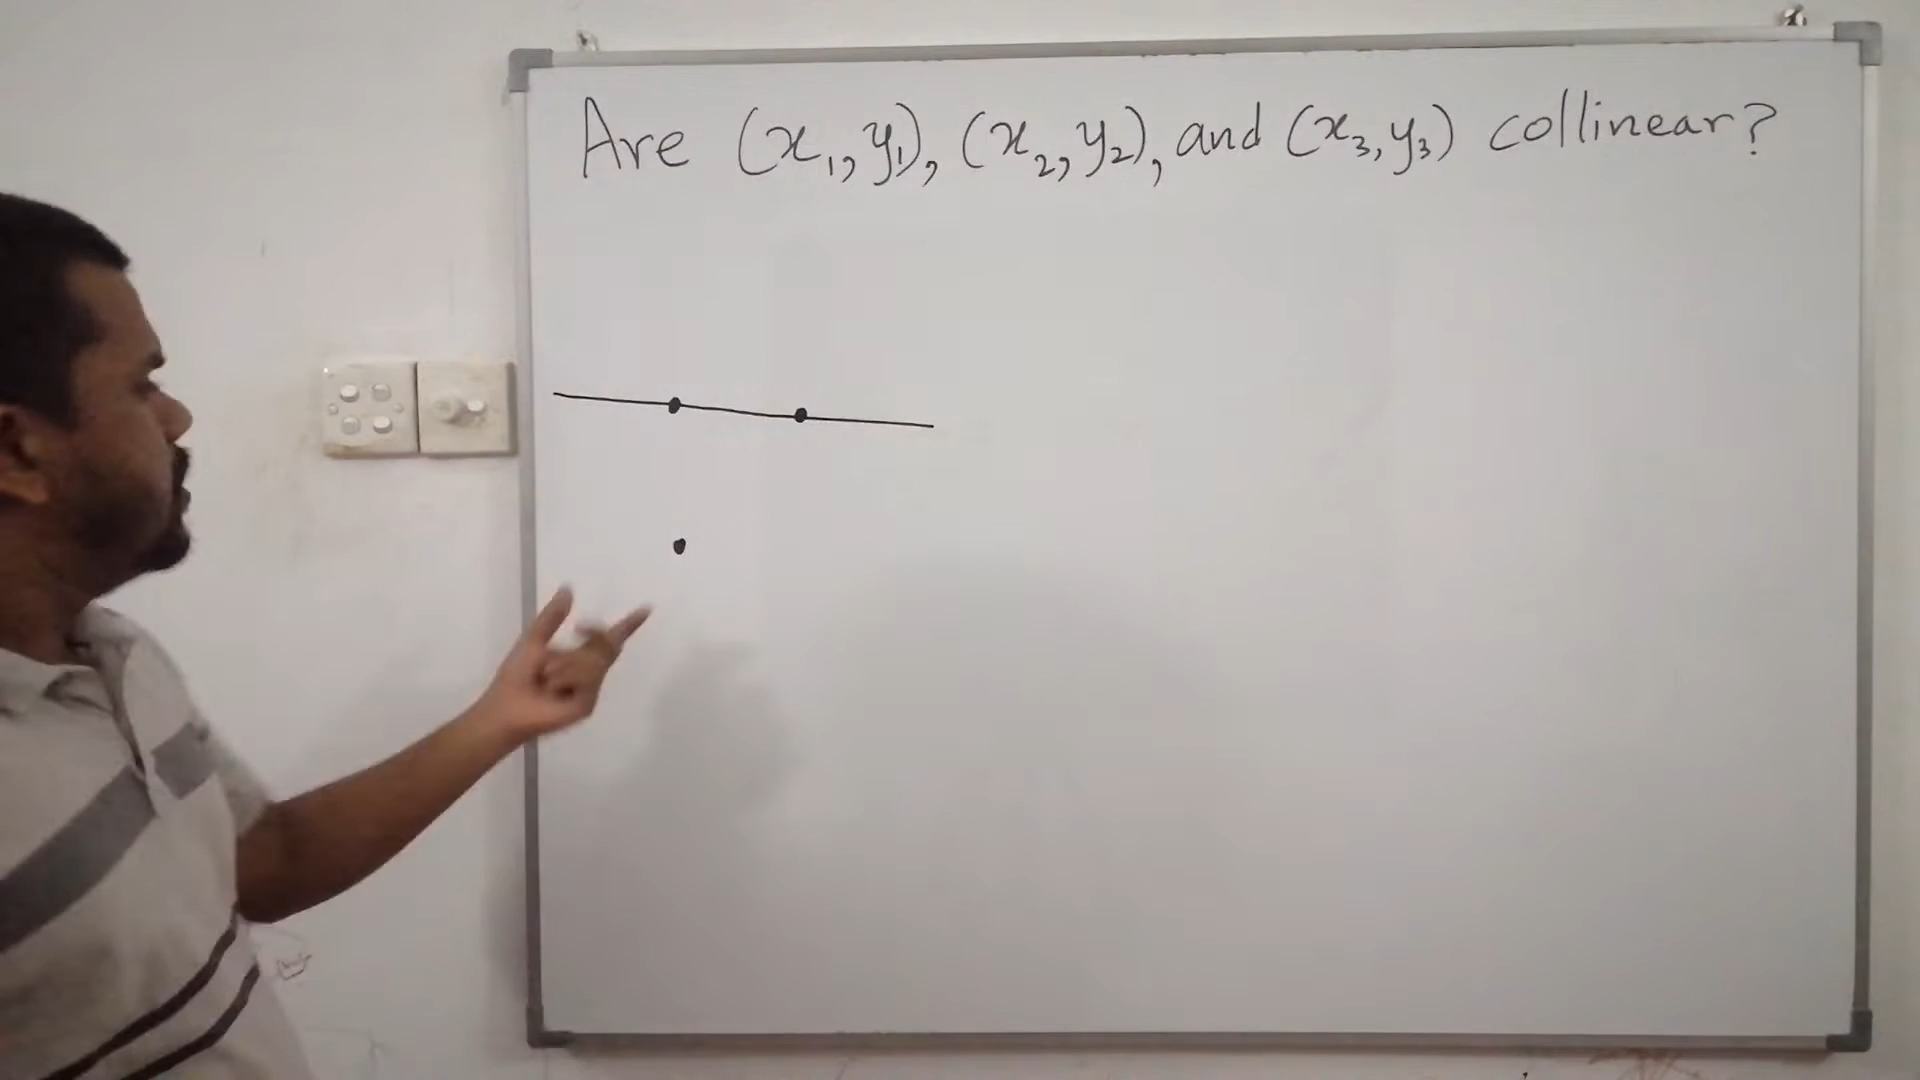 Are (x₁, y₁), (x₂, y₂), and (x₃, y₃) collinear?